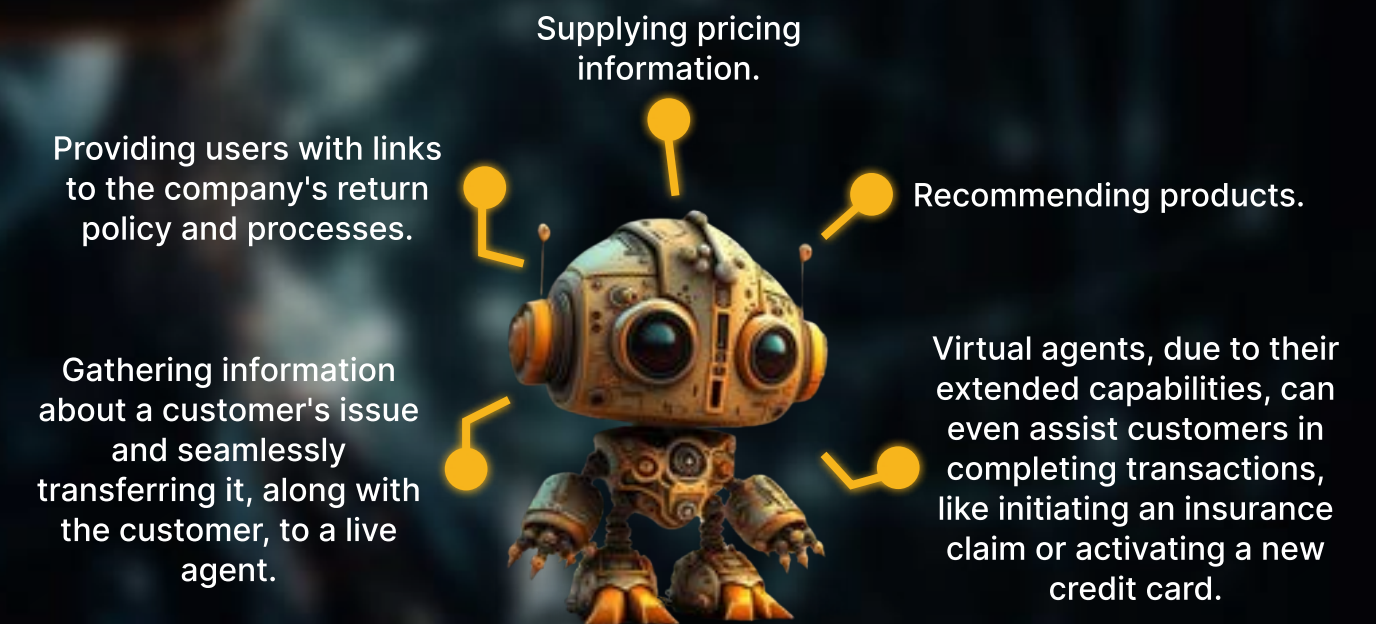 Supplying pricing
information.
Providing users with links
to the company's return
policy and processes.
Recommending products.
Gathering information
about a customer's issue
and seamlessly
transferring it, along with
the customer, to a live
agent.
Virtual agents, due to their
extended capabilities, can
even assist customers in
completing transactions,
like initiating an insurance
claim or activating a new
credit card.